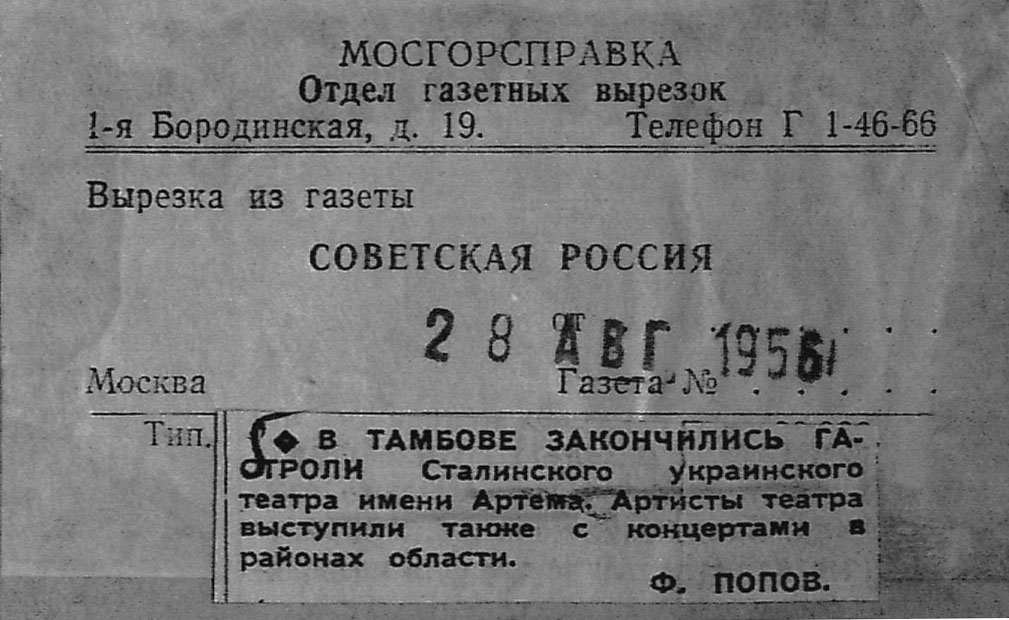 МОСГОРСПРАВКА
Отдел газетных вырезок
1-я Бородинская, д. 19. Телефон Г 1-46-66
Вырезка из газеты
СОВЕТСКАЯ РОССИЯ
от
28 АВГ 1956
Москва Газета № . . . . .
Тип.
◆ В ТАМБОВЕ ЗАКОНЧИЛИСЬ ГА-
СТРОЛИ Сталинского украинского
театра имени Артема. Артисты театра
выступили также с концертами в
районах области.
Ф. ПОПОВ.